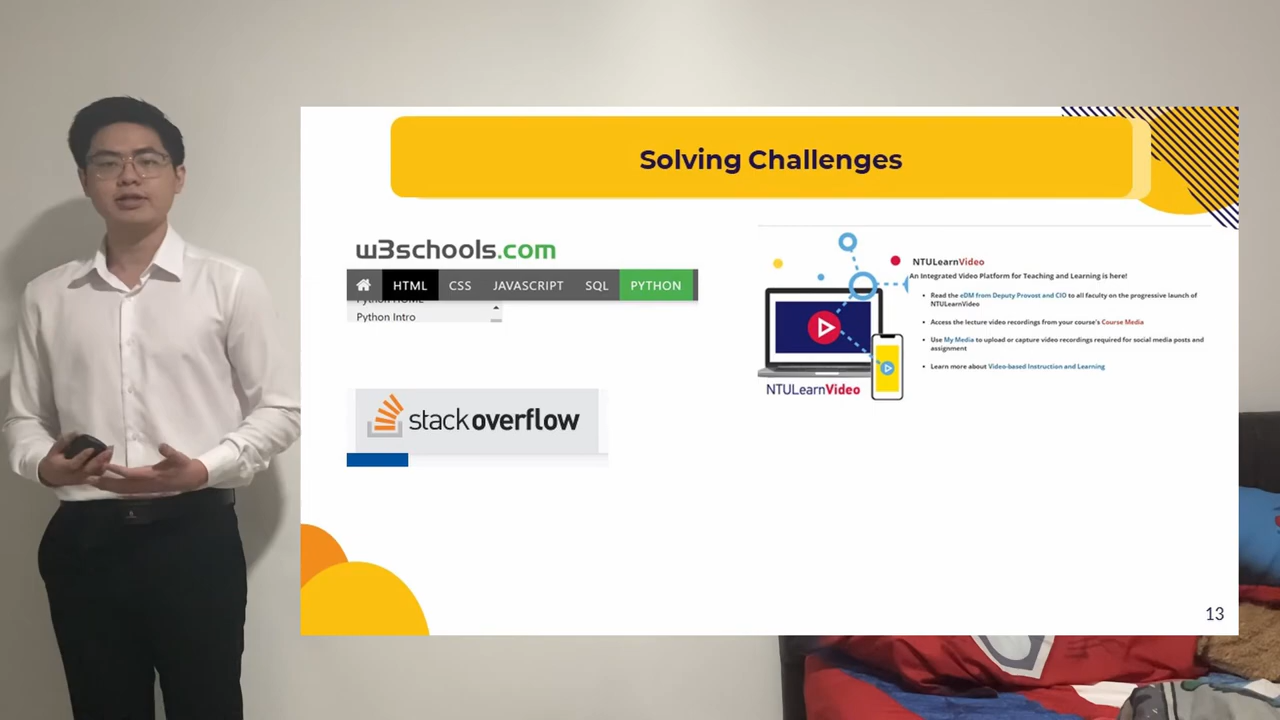 Solving Challenges
w3schools.com
HTML CSS JAVASCRIPT SQL PYTHON
Python HOME
Python Intro
stackoverflow
NTULearnVideo
NTULearnVideo
An Integrated Video Platform for Teaching and Learning is here!
Read the eDM from Deputy Provost and CIO to all faculty on the progressive launch of
NTULearnVideo
Access the lecture video recordings from your course's Course Media
Use My Media to upload or capture video recordings required for social media posts and
assignment
Learn more about Video-based Instruction and Learning
13